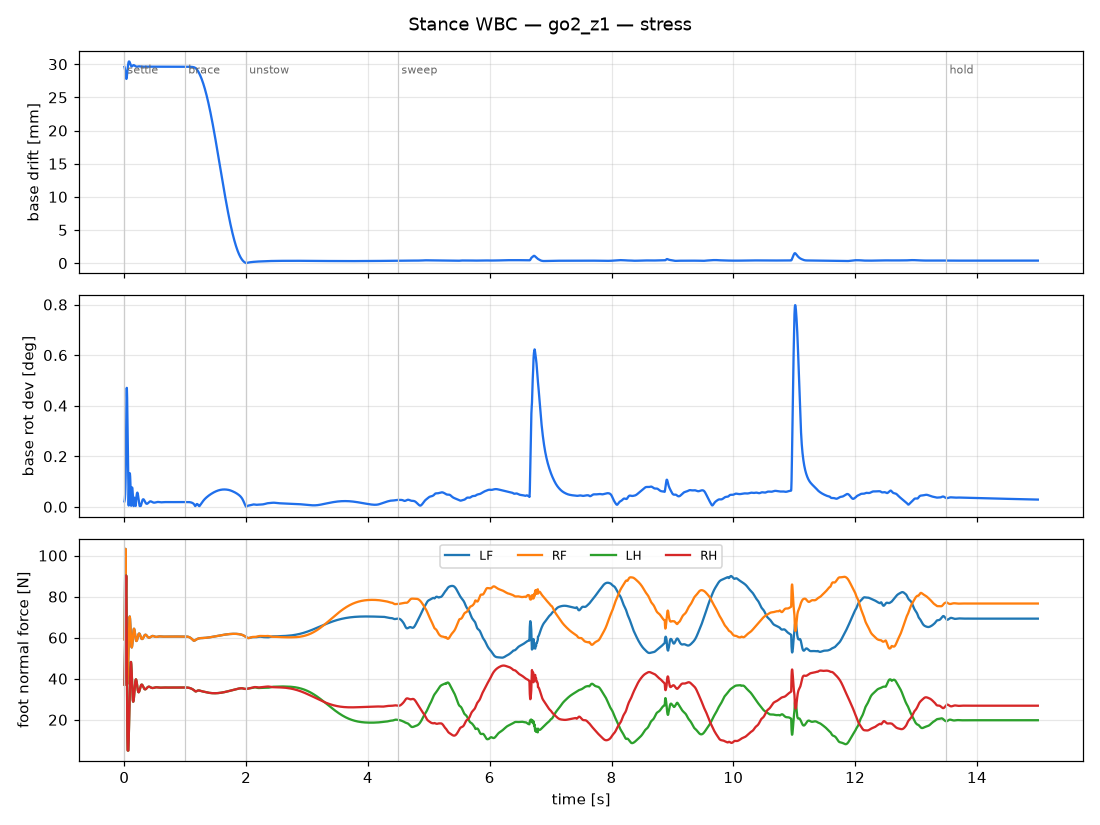 Stance WBC — go2_z1 — stress
base drift [mm]
30
25
20
15
10
5
0
settle
brace
unstow
sweep
hold
base rot dev [deg]
0.8
0.6
0.4
0.2
0.0
foot normal force [N]
100
80
60
40
20
LF
RF
LH
RH
0
2
4
6
8
10
12
14
time [s]